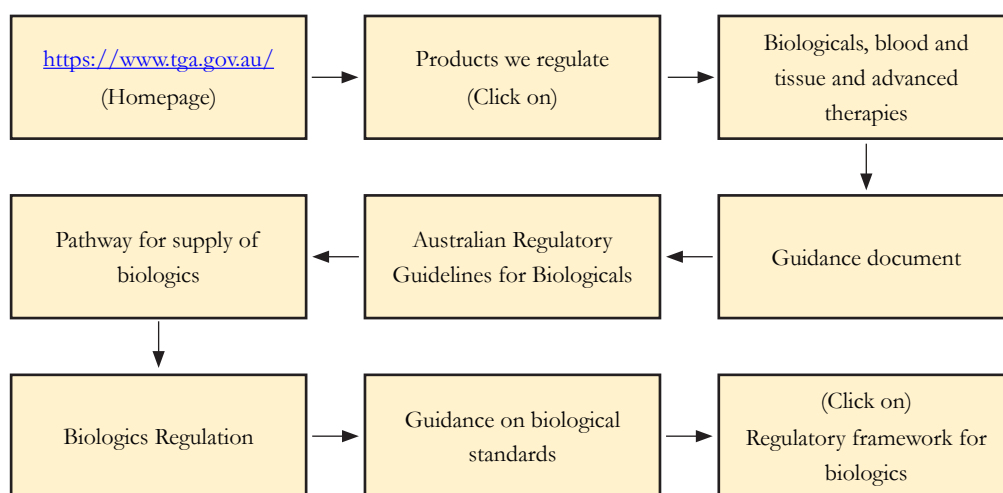 https://www.tga.gov.au/
(Homepage)
Products we regulate
(Click on)
Biologicals, blood and
tissue and advanced
therapies
Guidance document
Australian Regulatory
Guidelines for Biologicals
Pathway for supply of
biologics
Biologics Regulation
Guidance on biological
standards
(Click on)
Regulatory framework for
biologics